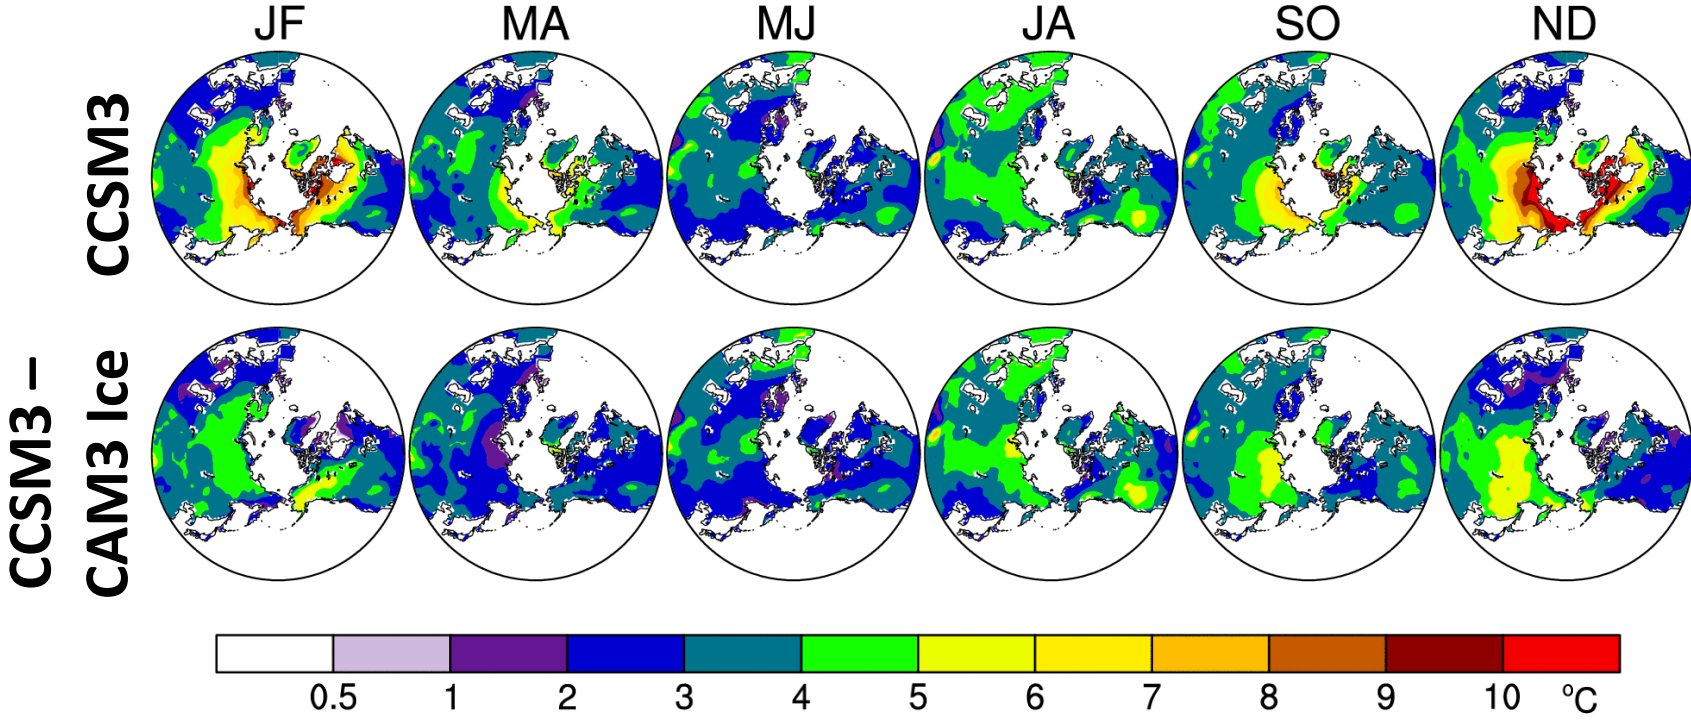 JF MA MJ JA SO ND
CCSM3
CCSM3 –
CAM3 Ice
0.5 1 2 3 4 5 6 7 8 9 10 ºC